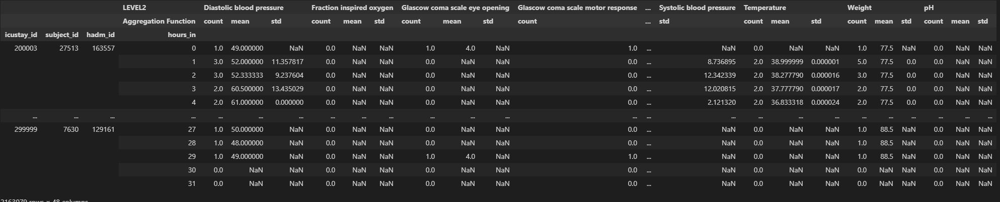 LEVEL2 Diastolic blood pressure Fraction inspired oxygen Glascow coma scale eye opening Glascow coma scale motor response ... Systolic blood pressure Temperature Weight pH
Aggregation Function count mean std count mean std count mean std count ... std count mean std count mean std count mean std
icustay_id subject_id hadm_id hours_in
200003 27513 163557 0 1.0 49.000000 NaN 0.0 NaN NaN 1.0 4.0 NaN 1.0 ... NaN 0.0 NaN NaN 1.0 77.5 NaN 0.0 NaN NaN
1 3.0 52.000000 11.357817 0.0 NaN NaN 0.0 NaN NaN 0.0 ... 8.736895 2.0 38.999999 0.000001 5.0 77.5 0.0 0.0 NaN NaN
2 3.0 52.333333 9.237604 0.0 NaN NaN 0.0 NaN NaN 0.0 ... 12.342339 2.0 38.277790 0.000016 3.0 77.5 0.0 0.0 NaN NaN
3 2.0 60.500000 13.435029 0.0 NaN NaN 0.0 NaN NaN 0.0 ... 12.020815 2.0 37.777790 0.000017 2.0 77.5 0.0 0.0 NaN NaN
4 2.0 61.000000 0.000000 0.0 NaN NaN 0.0 NaN NaN 0.0 ... 2.121320 2.0 36.833318 0.000024 2.0 77.5 0.0 0.0 NaN NaN
... ... ... ... ... ... ... ... ... ... ... ... ... ... ... ... ... ... ... ... ... ... ... ... ...
299999 7630 129161 27 1.0 50.000000 NaN 0.0 NaN NaN 0.0 NaN NaN 0.0 ... NaN 0.0 NaN NaN 1.0 88.5 NaN 0.0 NaN NaN
28 1.0 48.000000 NaN 0.0 NaN NaN 0.0 NaN NaN 0.0 ... NaN 0.0 NaN NaN 1.0 88.5 NaN 0.0 NaN NaN
29 1.0 49.000000 NaN 0.0 NaN NaN 1.0 4.0 NaN 1.0 ... NaN 0.0 NaN NaN 1.0 88.5 NaN 0.0 NaN NaN
30 0.0 NaN NaN 0.0 NaN NaN 0.0 NaN NaN 0.0 ... NaN 0.0 NaN NaN 0.0 NaN NaN 0.0 NaN NaN
31 0.0 NaN NaN 0.0 NaN NaN 0.0 NaN NaN 0.0 ... NaN 0.0 NaN NaN 0.0 NaN NaN 0.0 NaN NaN
2163079 rows × 48 columns